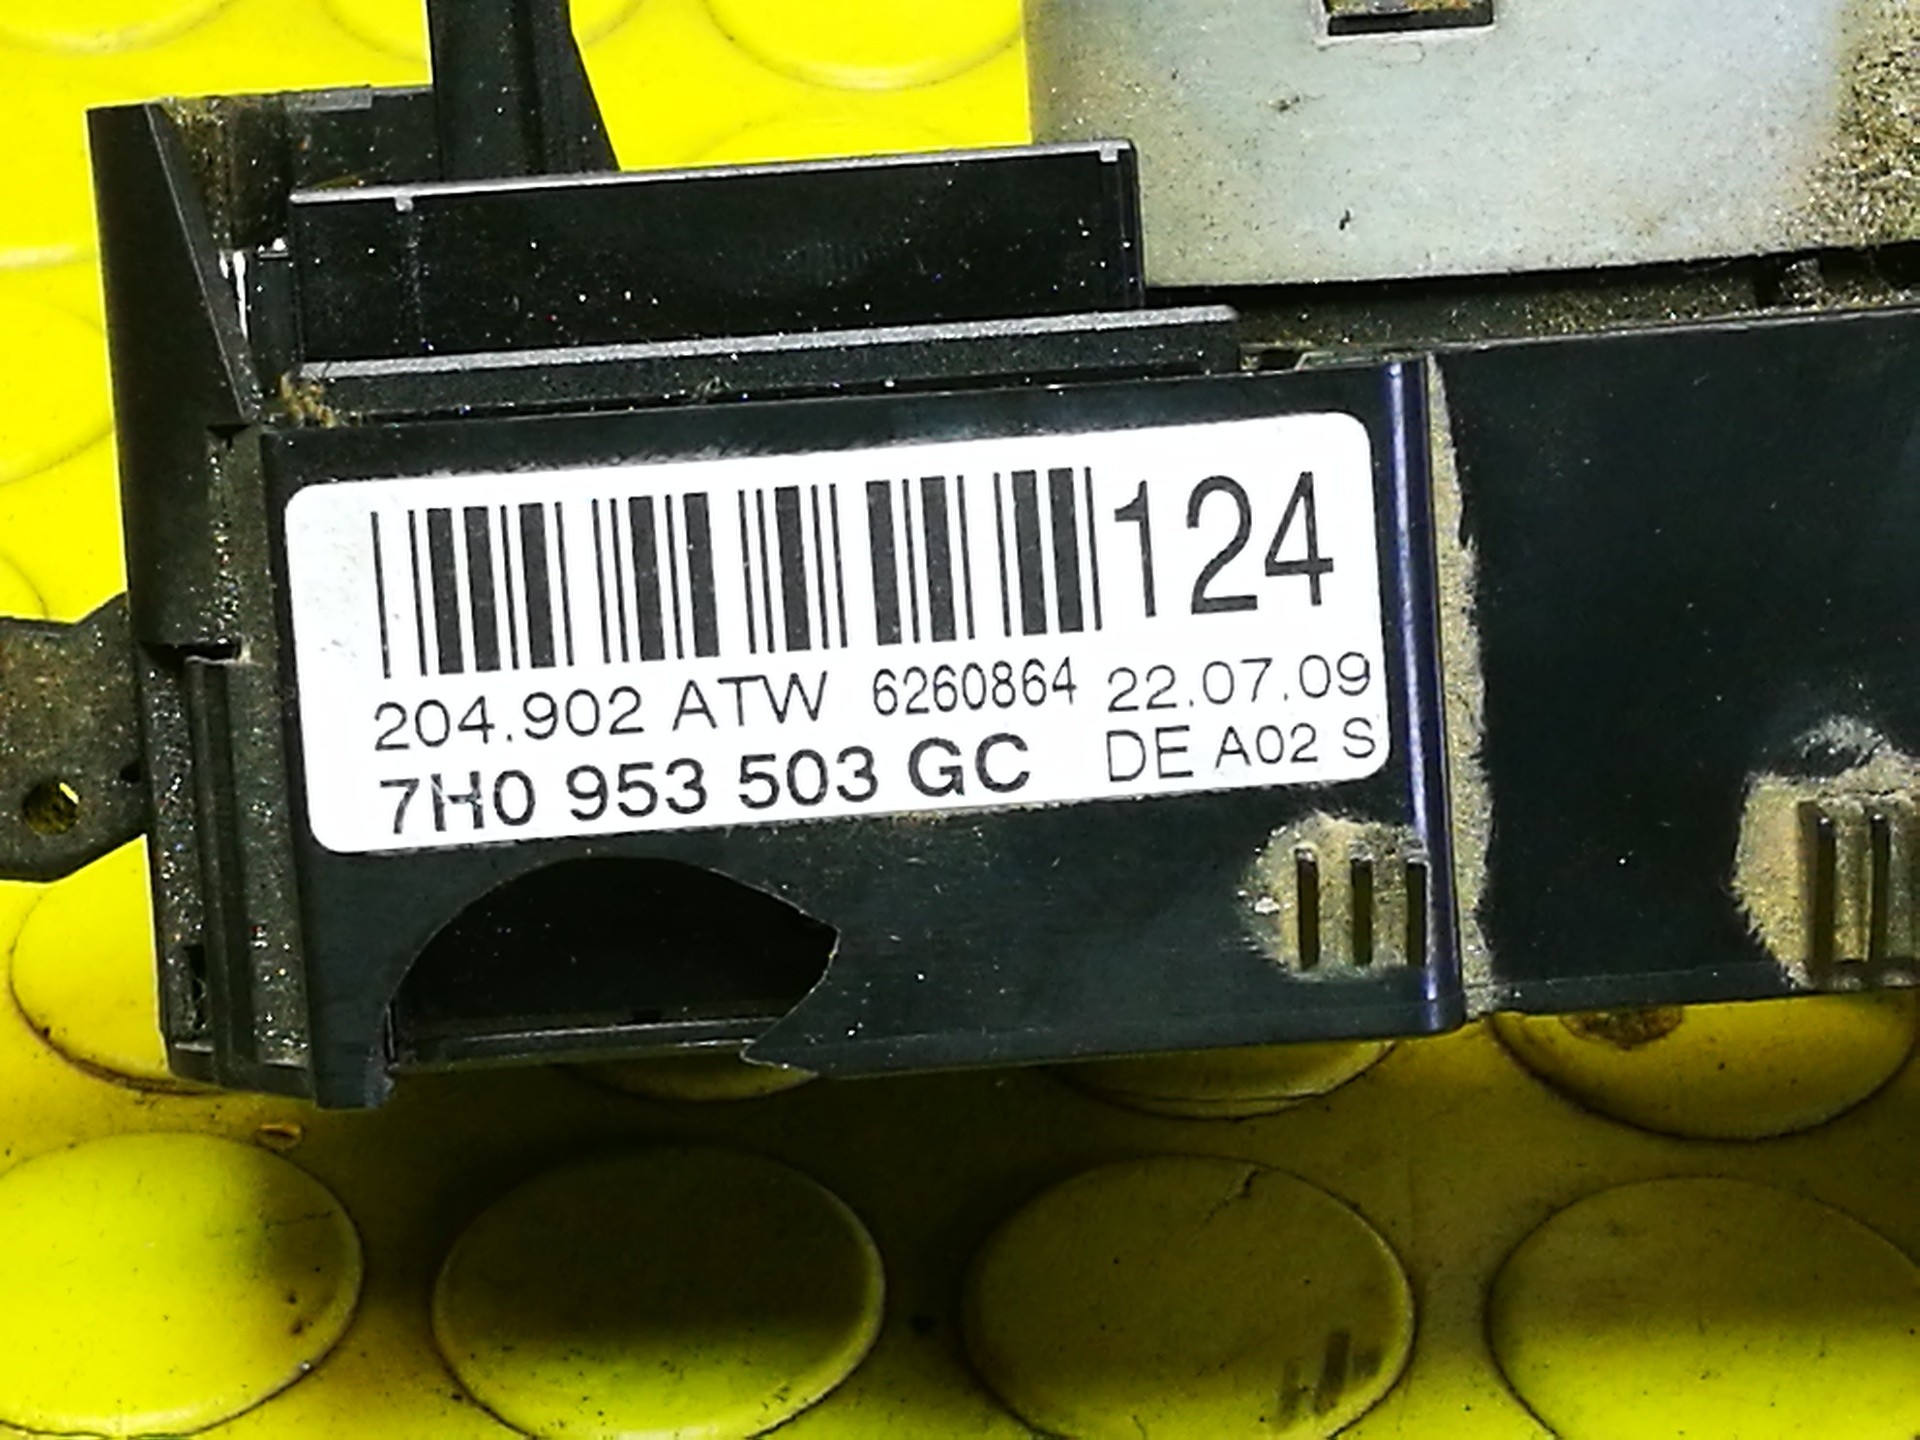 124
204.902 ATW 6260864 22.07.09
7H0 953 503 GC DE A02 S